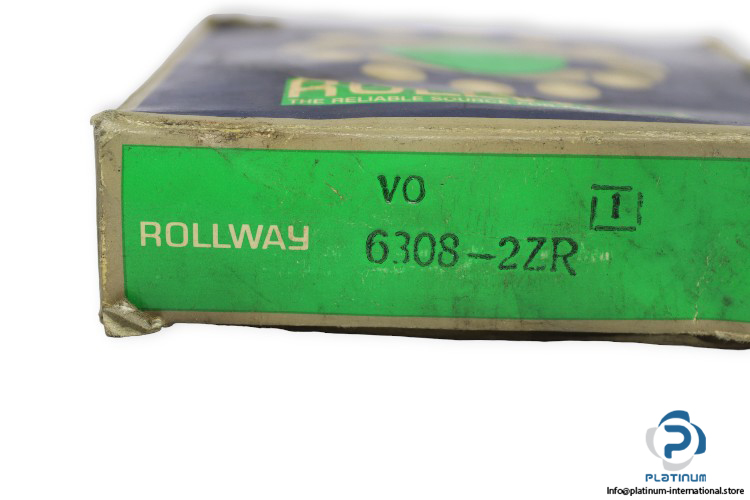 THE RELIABLE SOURCE
VO
1
ROLLWAY
6308-2ZR
PLATINUM
Info@platinum-international.store